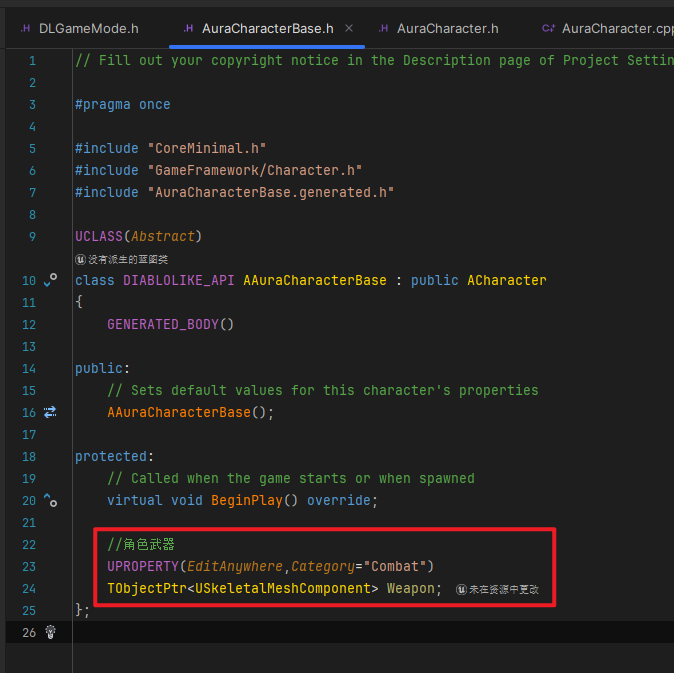 .H DLGameMode.h
.H AuraCharacterBase.h ×
.H AuraCharacter.h
C++ AuraCharacter.cpp
1 // Fill out your copyright notice in the Description page of Project Settin
2
3 #pragma once
4
5 #include "CoreMinimal.h"
6 #include "GameFramework/Character.h"
7 #include "AuraCharacterBase.generated.h"
8
9 UCLASS(Abstract)
没有派生的蓝图类
10 class DIABLOLIKE_API AAuraCharacterBase : public ACharacter
11 {
12 GENERATED_BODY()
13
14 public:
15 // Sets default values for this character's properties
16 AAuraCharacterBase();
17
18 protected:
19 // Called when the game starts or when spawned
20 virtual void BeginPlay() override;
21
22 //角色武器
23 UPROPERTY(EditAnywhere,Category="Combat")
24 TObjectPtr<USkeletalMeshComponent> Weapon; 未在资源中更改
25 };
26